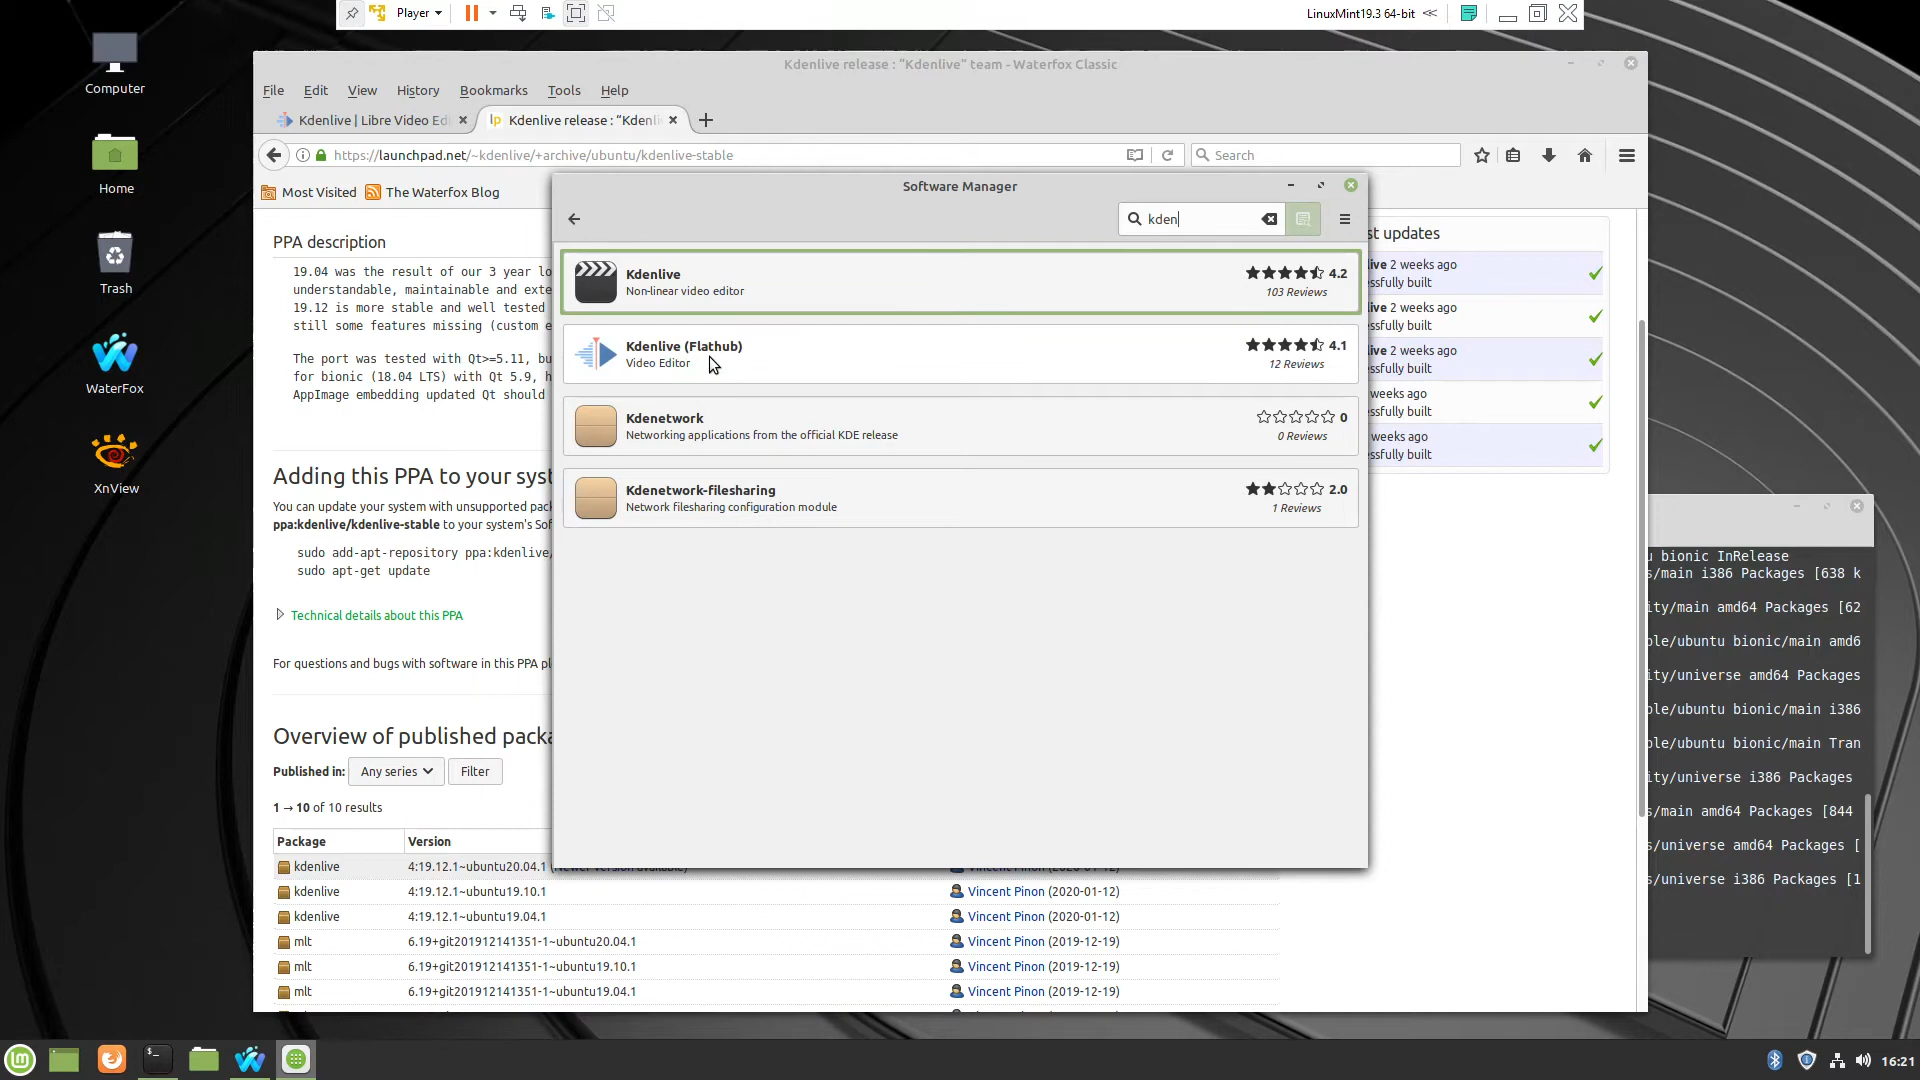 Player
LinuxMint19.3 64-bit
Computer
Home
Trash
WaterFox
XnView
Kdenlive release : “Kdenlive” team - Waterfox Classic
File Edit View History Bookmarks Tools Help
Kdenlive | Libre Video Edi
lp Kdenlive release : “Kdenli
https://launchpad.net/~kdenlive/+archive/ubuntu/kdenlive-stable
Search
Most Visited The Waterfox Blog
PPA description
19.04 was the result of our 3 year lo
understandable, maintainable and exte
19.12 is more stable and well tested
still some features missing (custom e
The port was tested with Qt>=5.11, bu
for bionic (18.04 LTS) with Qt 5.9, h
AppImage embedding updated Qt should
Adding this PPA to your syst
You can update your system with unsupported pac
ppa:kdenlive/kdenlive-stable to your system's Sof
sudo add-apt-repository ppa:kdenlive/
sudo apt-get update
Technical details about this PPA
For questions and bugs with software in this PPA pl
Overview of published packa
Published in: Any series Filter
1 → 10 of 10 results
Package Version
kdenlive 4:19.12.1~ubuntu20.04.1 (Newer version available)
kdenlive 4:19.12.1~ubuntu19.10.1 Vincent Pinon (2020-01-12)
kdenlive 4:19.12.1~ubuntu19.04.1 Vincent Pinon (2020-01-12)
mlt 6.19+git201912141351-1~ubuntu20.04.1 Vincent Pinon (2019-12-19)
mlt 6.19+git201912141351-1~ubuntu19.10.1 Vincent Pinon (2019-12-19)
mlt 6.19+git201912141351-1~ubuntu19.04.1 Vincent Pinon (2019-12-19)
Software Manager
kden
Kdenlive
Non-linear video editor
4.2
103 Reviews
Kdenlive (Flathub)
Video Editor
4.1
12 Reviews
Kdenetwork
Networking applications from the official KDE release
0
0 Reviews
Kdenetwork-filesharing
Network filesharing configuration module
2.0
1 Reviews
st updates
live 2 weeks ago
essfully built
live 2 weeks ago
essfully built
live 2 weeks ago
essfully built
weeks ago
essfully built
weeks ago
essfully built
u bionic InRelease
s/main i386 Packages [638 k
ity/main amd64 Packages [62
ble/ubuntu bionic/main amd6
ity/universe amd64 Packages
ble/ubuntu bionic/main i386
ble/ubuntu bionic/main Tran
ity/universe i386 Packages
s/main amd64 Packages [844
s/universe amd64 Packages [
s/universe i386 Packages [1
16:21